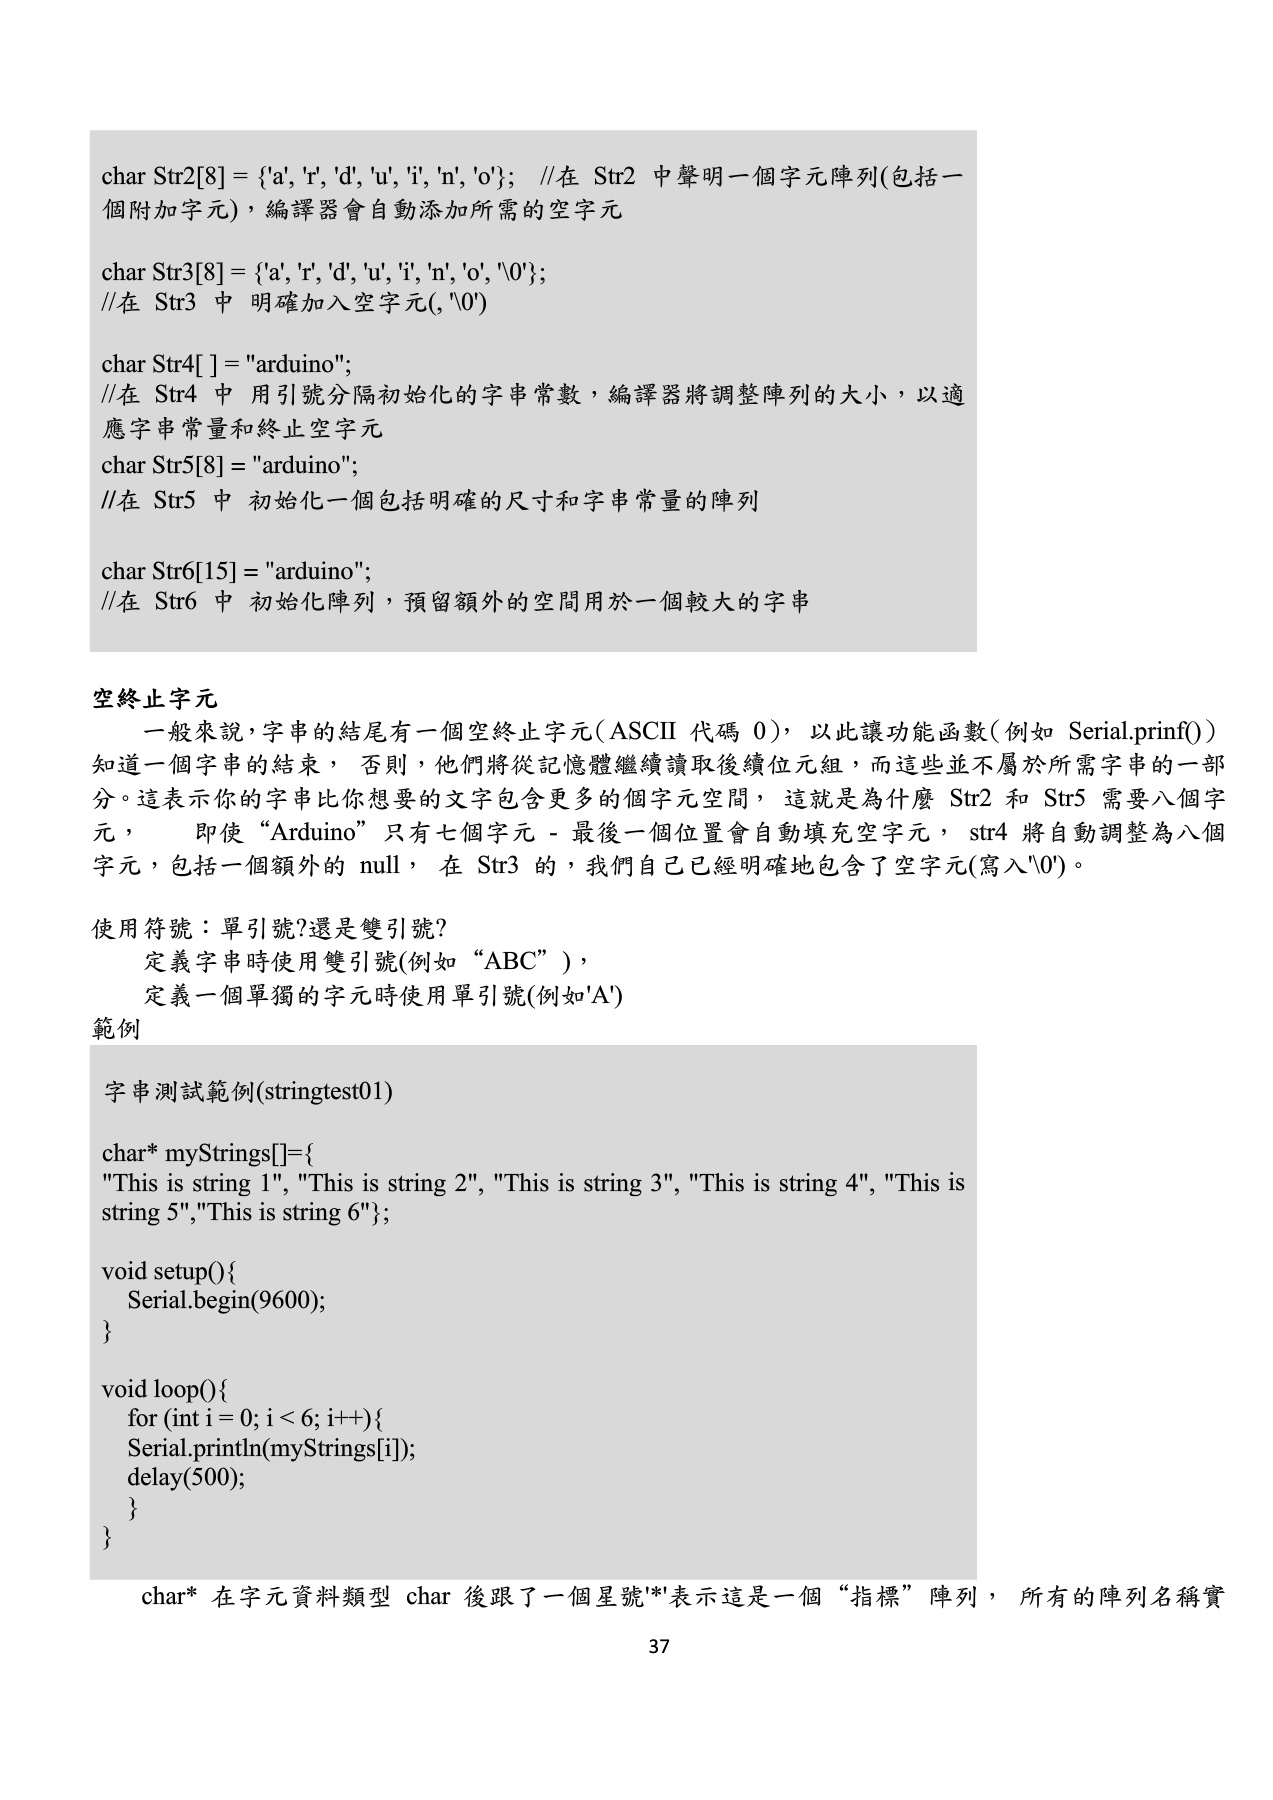 char Str2[8] = {'a', 'r', 'd', 'u', 'i', 'n', 'o'};   //在 Str2 中聲明一個字元陣列(包括一
個附加字元)，編譯器會自動添加所需的空字元
char Str3[8] = {'a', 'r', 'd', 'u', 'i', 'n', 'o', '\0'};
//在 Str3 中 明確加入空字元(, '\0')
char Str4[ ] = "arduino";
//在 Str4 中 用引號分隔初始化的字串常數，編譯器將調整陣列的大小，以適
應字串常量和終止空字元
char Str5[8] = "arduino";
//在 Str5 中 初始化一個包括明確的尺寸和字串常量的陣列
char Str6[15] = "arduino";
//在 Str6 中 初始化陣列，預留額外的空間用於一個較大的字串
空終止字元
一般來說，字串的結尾有一個空終止字元(ASCII 代碼 0)， 以此讓功能函數(例如 Serial.prinf())
知道一個字串的結束， 否則，他們將從記憶體繼續讀取後續位元組，而這些並不屬於所需字串的一部
分。這表示你的字串比你想要的文字包含更多的個字元空間， 這就是為什麼 Str2 和 Str5 需要八個字
元，   即使“Arduino”只有七個字元 - 最後一個位置會自動填充空字元， str4 將自動調整為八個
字元，包括一個額外的 null， 在 Str3 的，我們自己已經明確地包含了空字元(寫入'\0')。
使用符號：單引號?還是雙引號?
定義字串時使用雙引號(例如“ABC”)，
定義一個單獨的字元時使用單引號(例如'A')
範例
字串測試範例(stringtest01)
char* myStrings[]={
"This is string 1", "This is string 2", "This is string 3", "This is string 4", "This is
string 5","This is string 6"};
void setup(){
Serial.begin(9600);
}
void loop(){
for (int i = 0; i < 6; i++){
Serial.println(myStrings[i]);
delay(500);
}
}
char* 在字元資料類型 char 後跟了一個星號'*'表示這是一個“指標”陣列， 所有的陣列名稱實
37